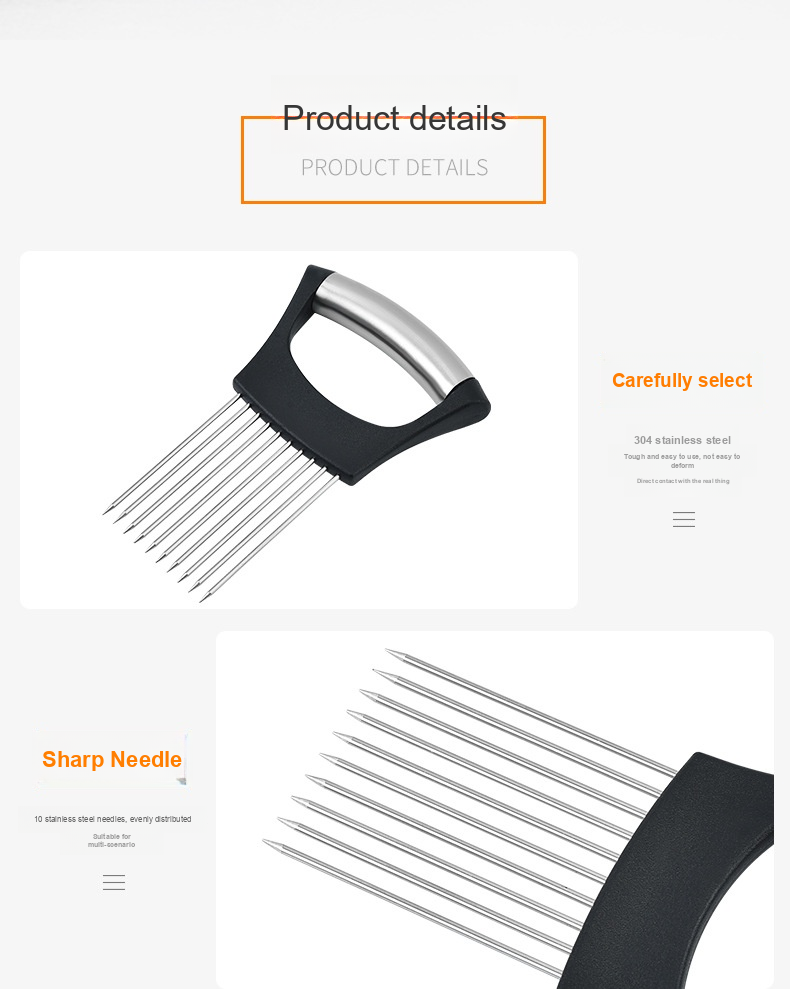 Product details
PRODUCT DETAILS
Carefully select
304 stainless steel
Tough and easy to use, not easy to
deform
Direct contact with the real thing
Sharp Needle
10 stainless steel needles, evenly distributed
Suitable for
multi-scenario